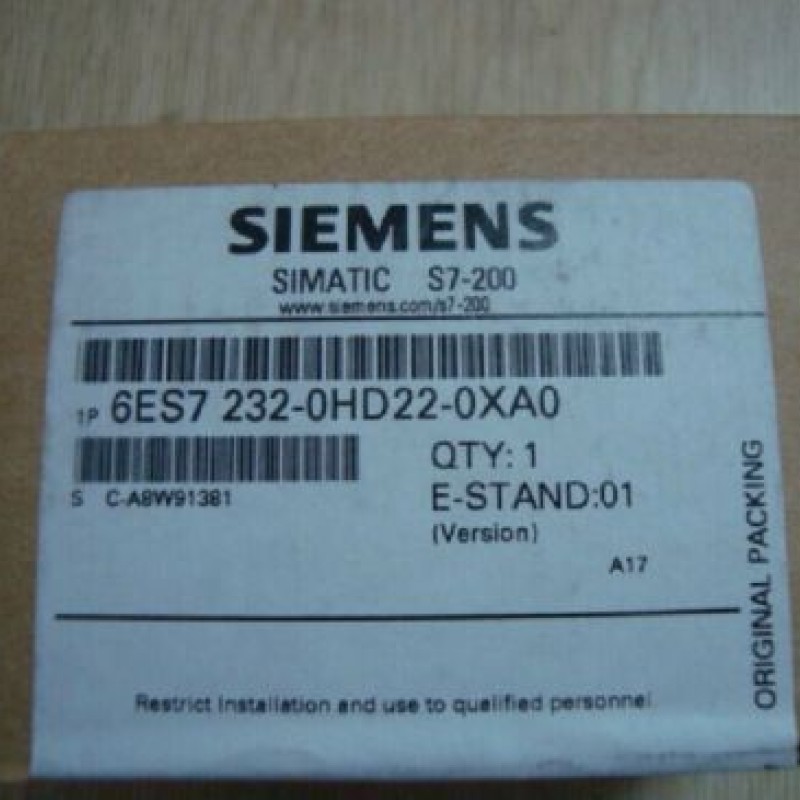 SIEMENS
SIMATIC S7-200
www.siemens.com/s7-200
1P 6ES7 232-0HD22-0XA0
S C-A8W91381
QTY: 1
E-STAND:01
(Version)
A17
ORIGINAL PACKING
Restrict Installation and use to qualified personnel